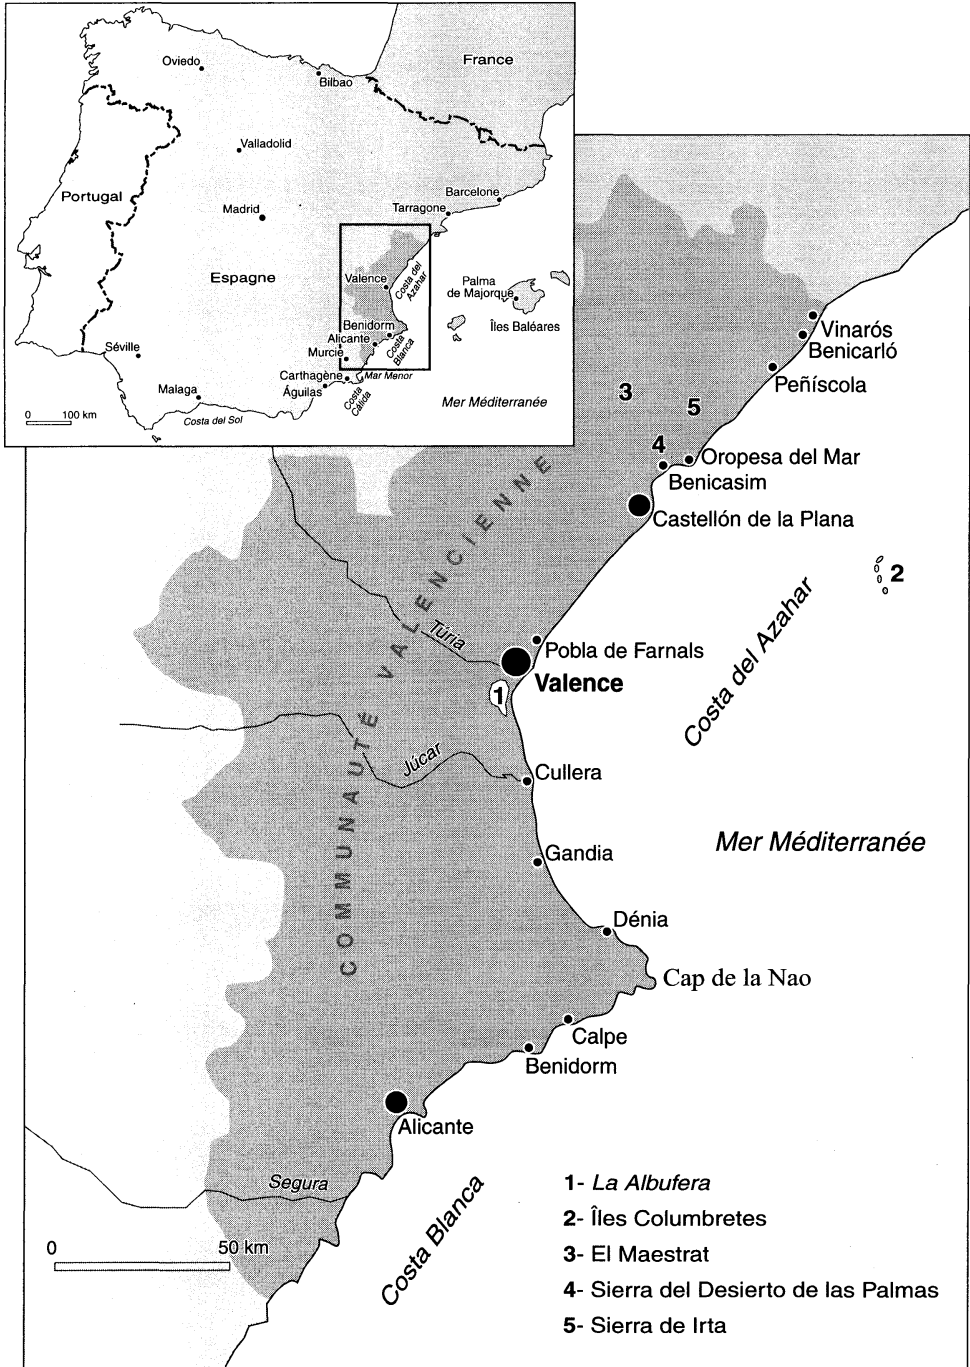 France
Oviedo
Bilbao
Valladolid
Portugal
Barcelone
Tarragone
Madrid
Espagne
Valence
Costa del
Azahar
Palma
de Majorque
Îles Baléares
Benidorm
Alicante
Costa
Blanca
Murcie
Séville
Carthagène
Mar Menor
Águilas
Costa
Cálida
Malaga
Costa del Sol
Mer Méditerranée
0 100 km
Vinarós
Benicarló
Peñíscola
3
5
4
Oropesa del Mar
Benicasim
Castellón de la Plana
2
COMMUNAUTÉ VALENCIENNE
Costa del Azahar
Túria
Pobla de Farnals
Valence
1
Júcar
Cullera
Mer Méditerranée
Gandia
Dénia
Cap de la Nao
Calpe
Benidorm
Alicante
Segura
Costa Blanca
0 50 km
1- La Albufera
2- Îles Columbretes
3- El Maestrat
4- Sierra del Desierto de las Palmas
5- Sierra de Irta